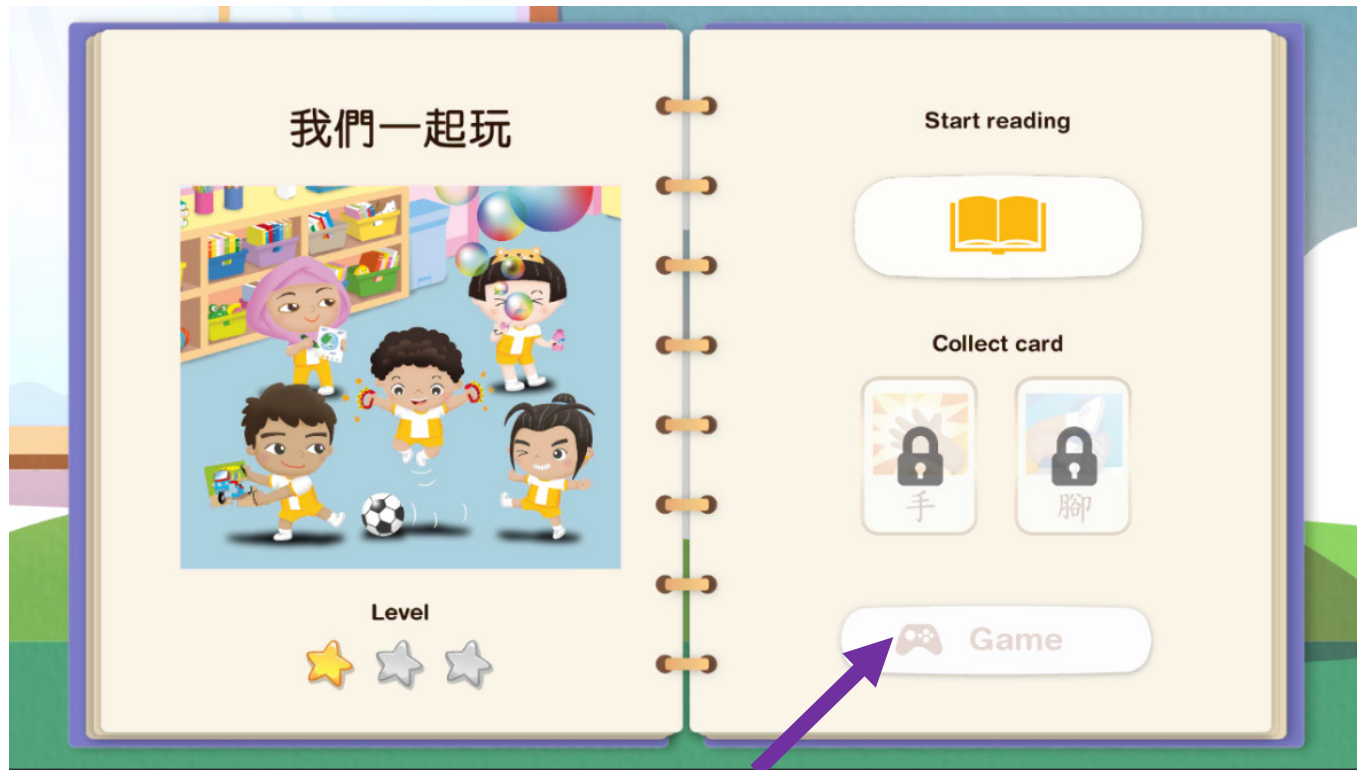 我們一起玩
Level
Start reading
Collect card
手
腳
Game